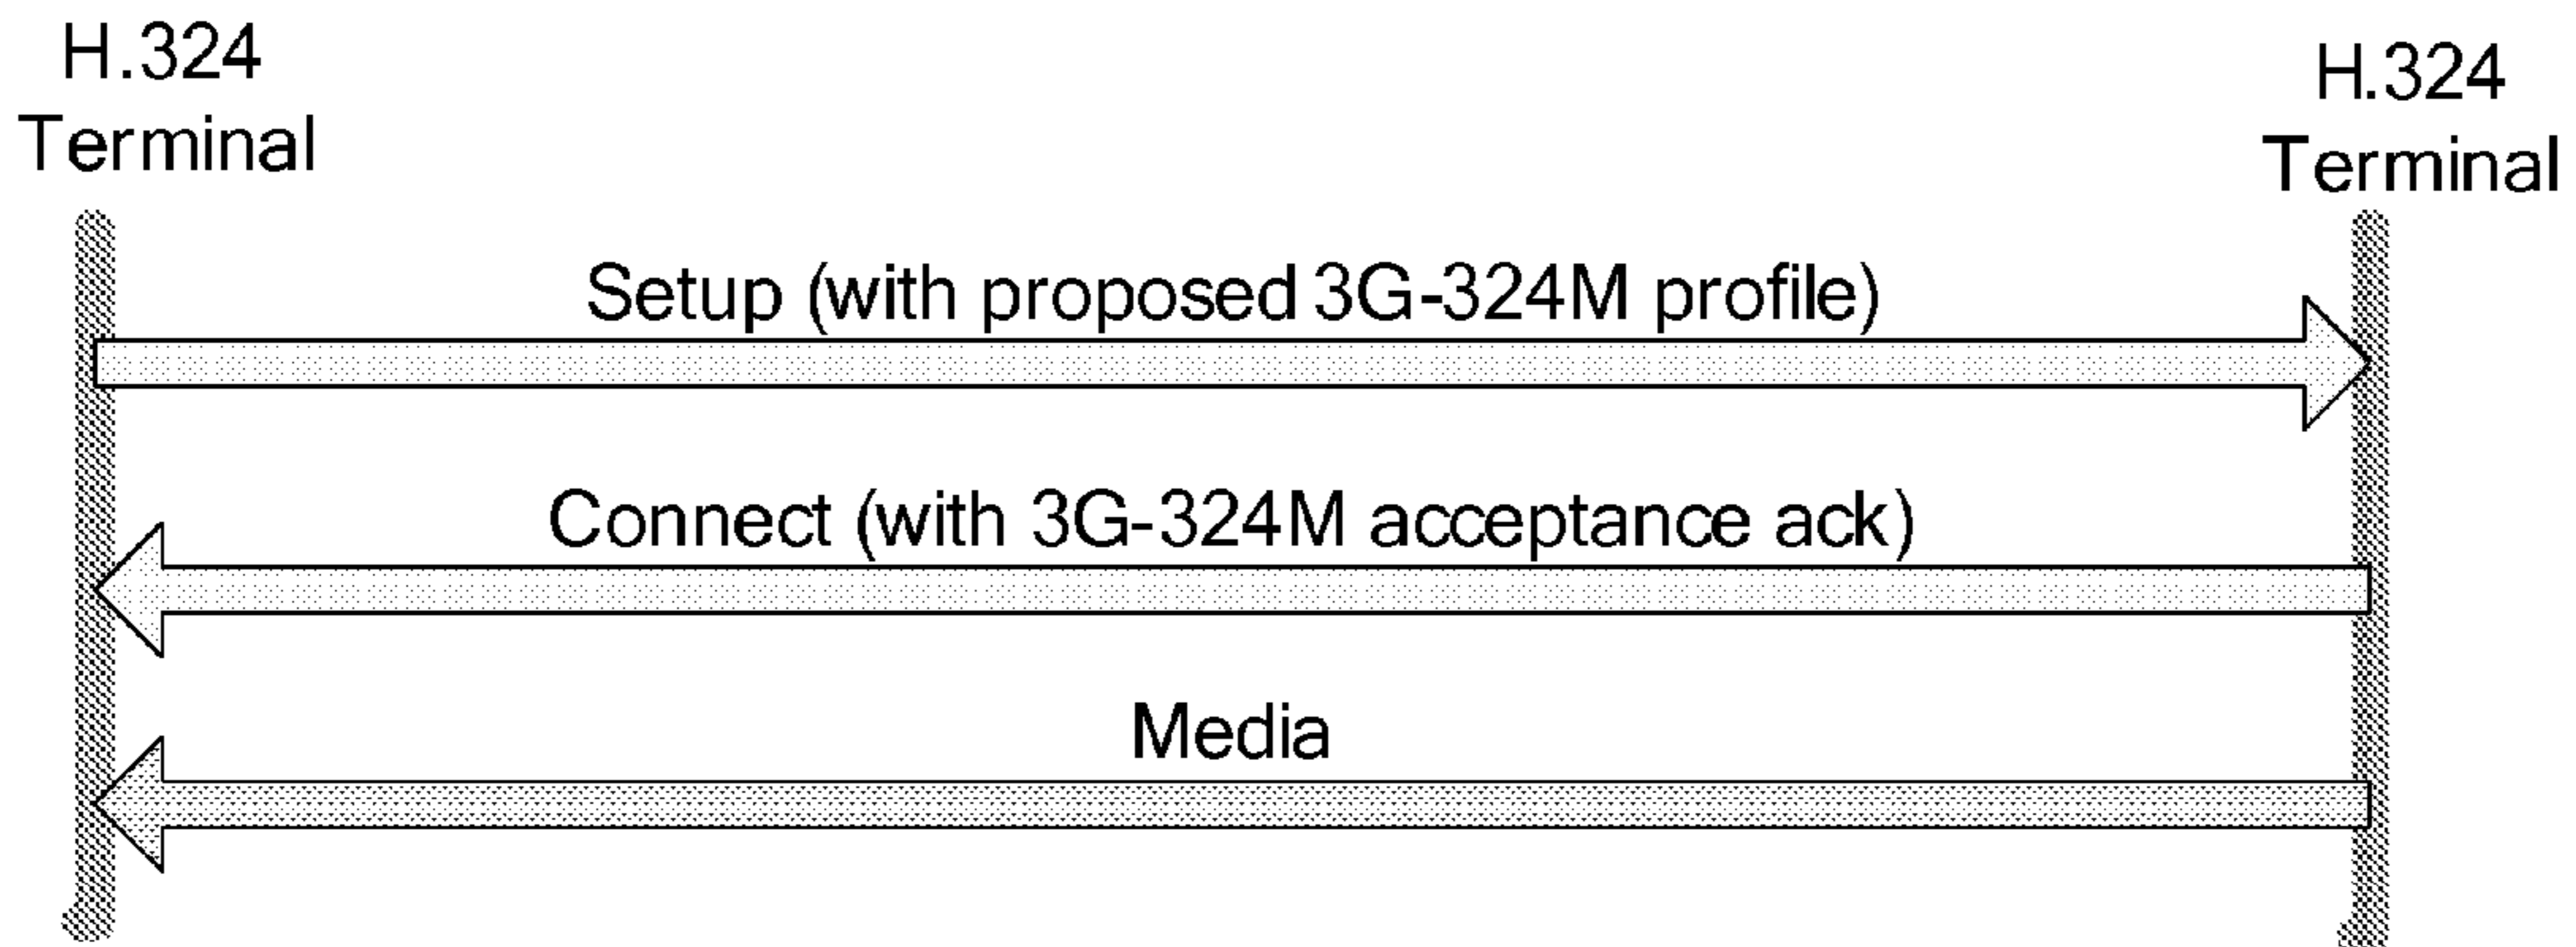 H.324
Terminal
H.324
Terminal
Setup (with proposed 3G-324M profile)
Connect (with 3G-324M acceptance ack)
Media